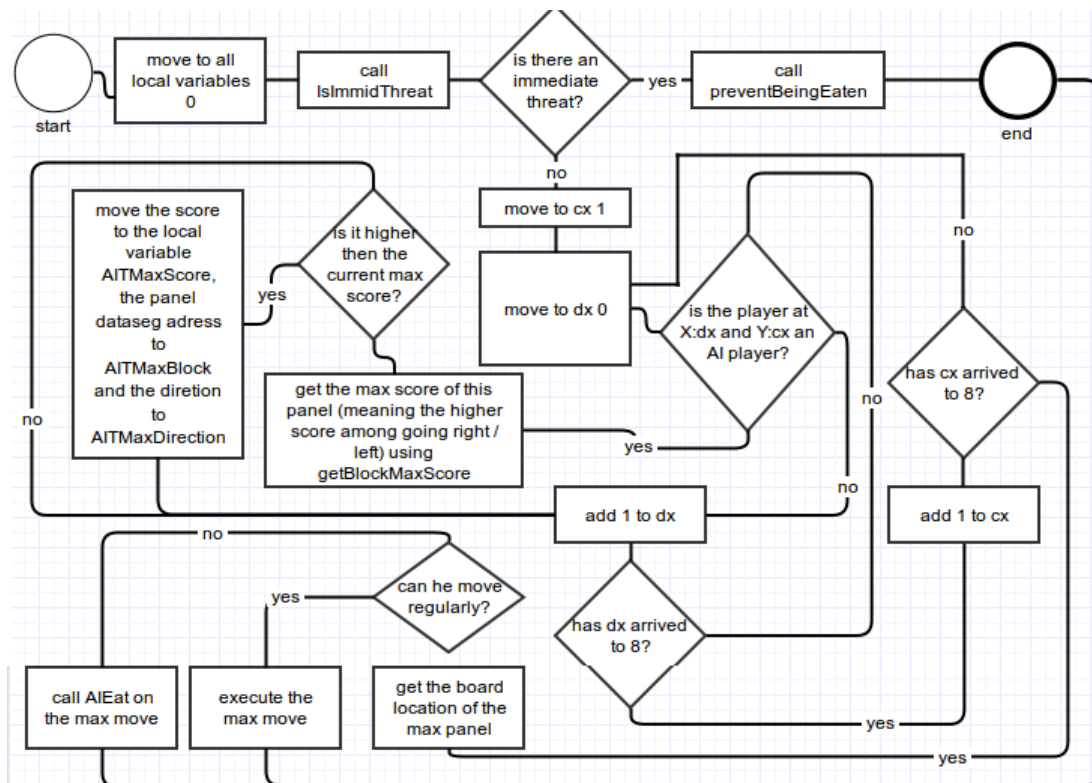 move to all
local variables
0
start
call
IsImmidThreat
is there an
immediate
threat?
yes
call
preventBeingEaten
end
no
move to cx 1
move to dx 0
move the score
to the local
variable
AITMaxScore,
the panel
dataseg adress
to
AITMaxBlock
and the diretion
to
AITMaxDirection
yes
Is it higher
then the
current max
score?
no
get the max score of this
panel (meaning the higher
score among going right /
left) using
getBlockMaxScore
yes
is the player at
X:dx and Y:cx an
AI player?
no
no
no
has cx arrived
to 8?
add 1 to dx
add 1 to cx
has dx arrived
to 8?
yes
yes
no
can he move
regularly?
yes
call AIEat on
the max move
execute the
max move
get the board
location of the
max panel